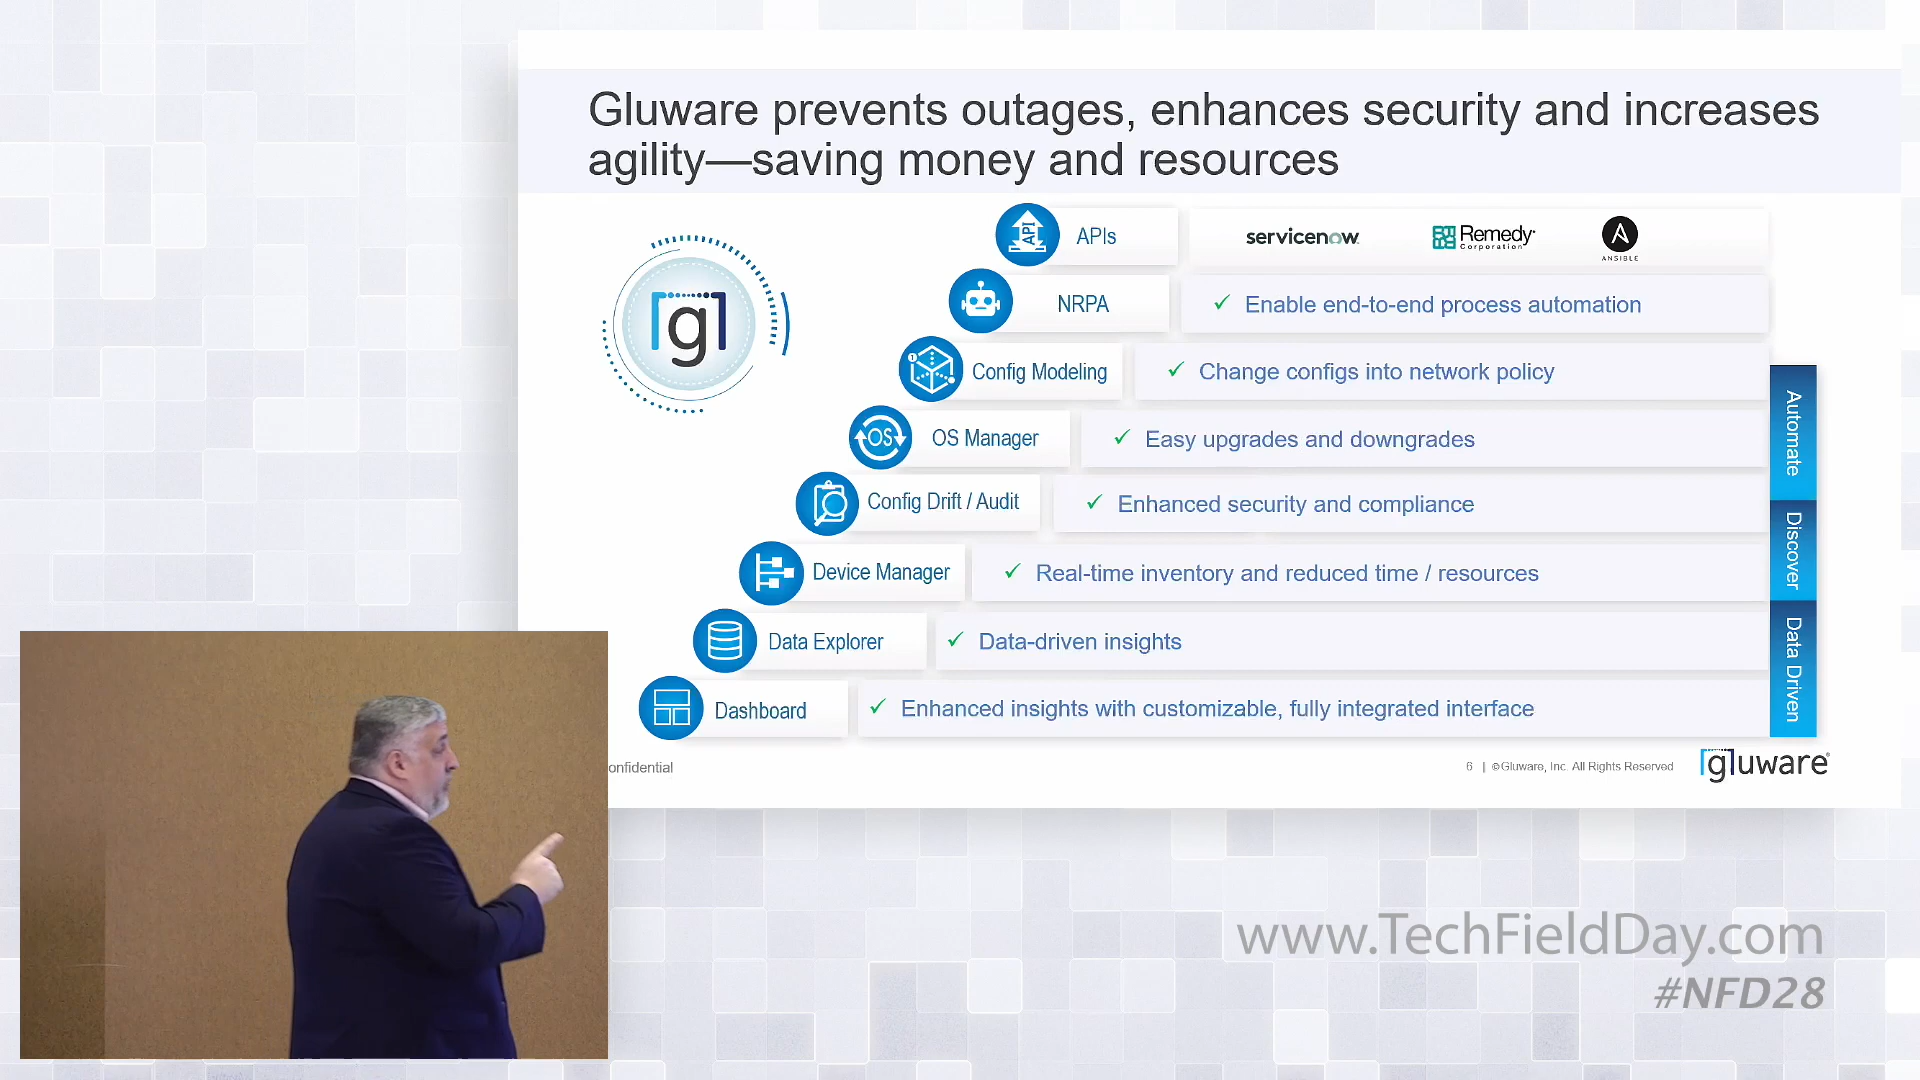 Gluware prevents outages, enhances security and increases
agility—saving money and resources
[g]
API
APIs
servicenow
Remedy
Corporation
A
ANSIBLE
NRPA
✓ Enable end-to-end process automation
Config Modeling
✓ Change configs into network policy
OS
OS Manager
✓ Easy upgrades and downgrades
Config Drift / Audit
✓ Enhanced security and compliance
Device Manager
✓ Real-time inventory and reduced time / resources
Data Explorer
✓ Data-driven insights
Dashboard
✓ Enhanced insights with customizable, fully integrated interface
Automate
Discover
Data Driven
onfidential
6 | ©Gluware, Inc. All Rights Reserved
[g]luware®
www.TechFieldDay.com
#NFD28